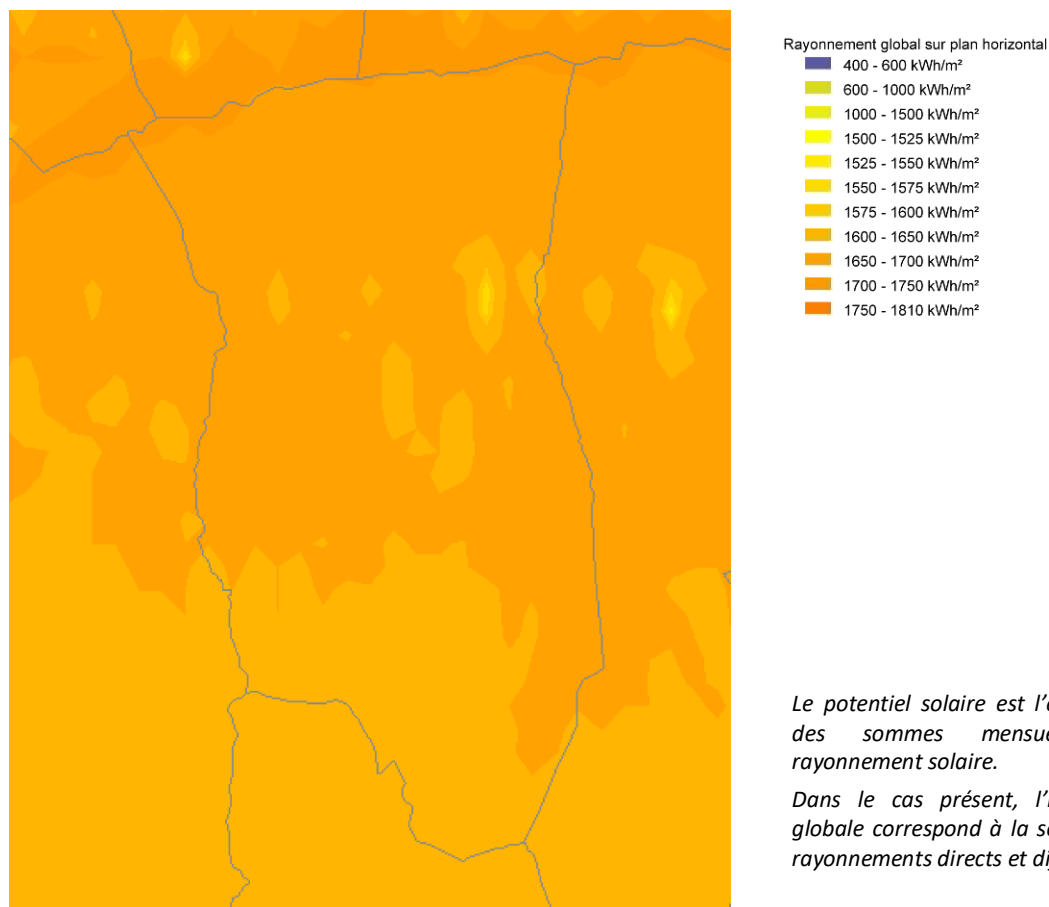 Rayonnement global sur plan horizontal
400 - 600 kWh/m²
600 - 1000 kWh/m²
1000 - 1500 kWh/m²
1500 - 1525 kWh/m²
1525 - 1550 kWh/m²
1550 - 1575 kWh/m²
1575 - 1600 kWh/m²
1600 - 1650 kWh/m²
1650 - 1700 kWh/m²
1700 - 1750 kWh/m²
1750 - 1810 kWh/m²
Le potentiel solaire est
des sommes
rayonnement solaire.
Dans le cas présent,
globale correspond à la
rayonnements directs et